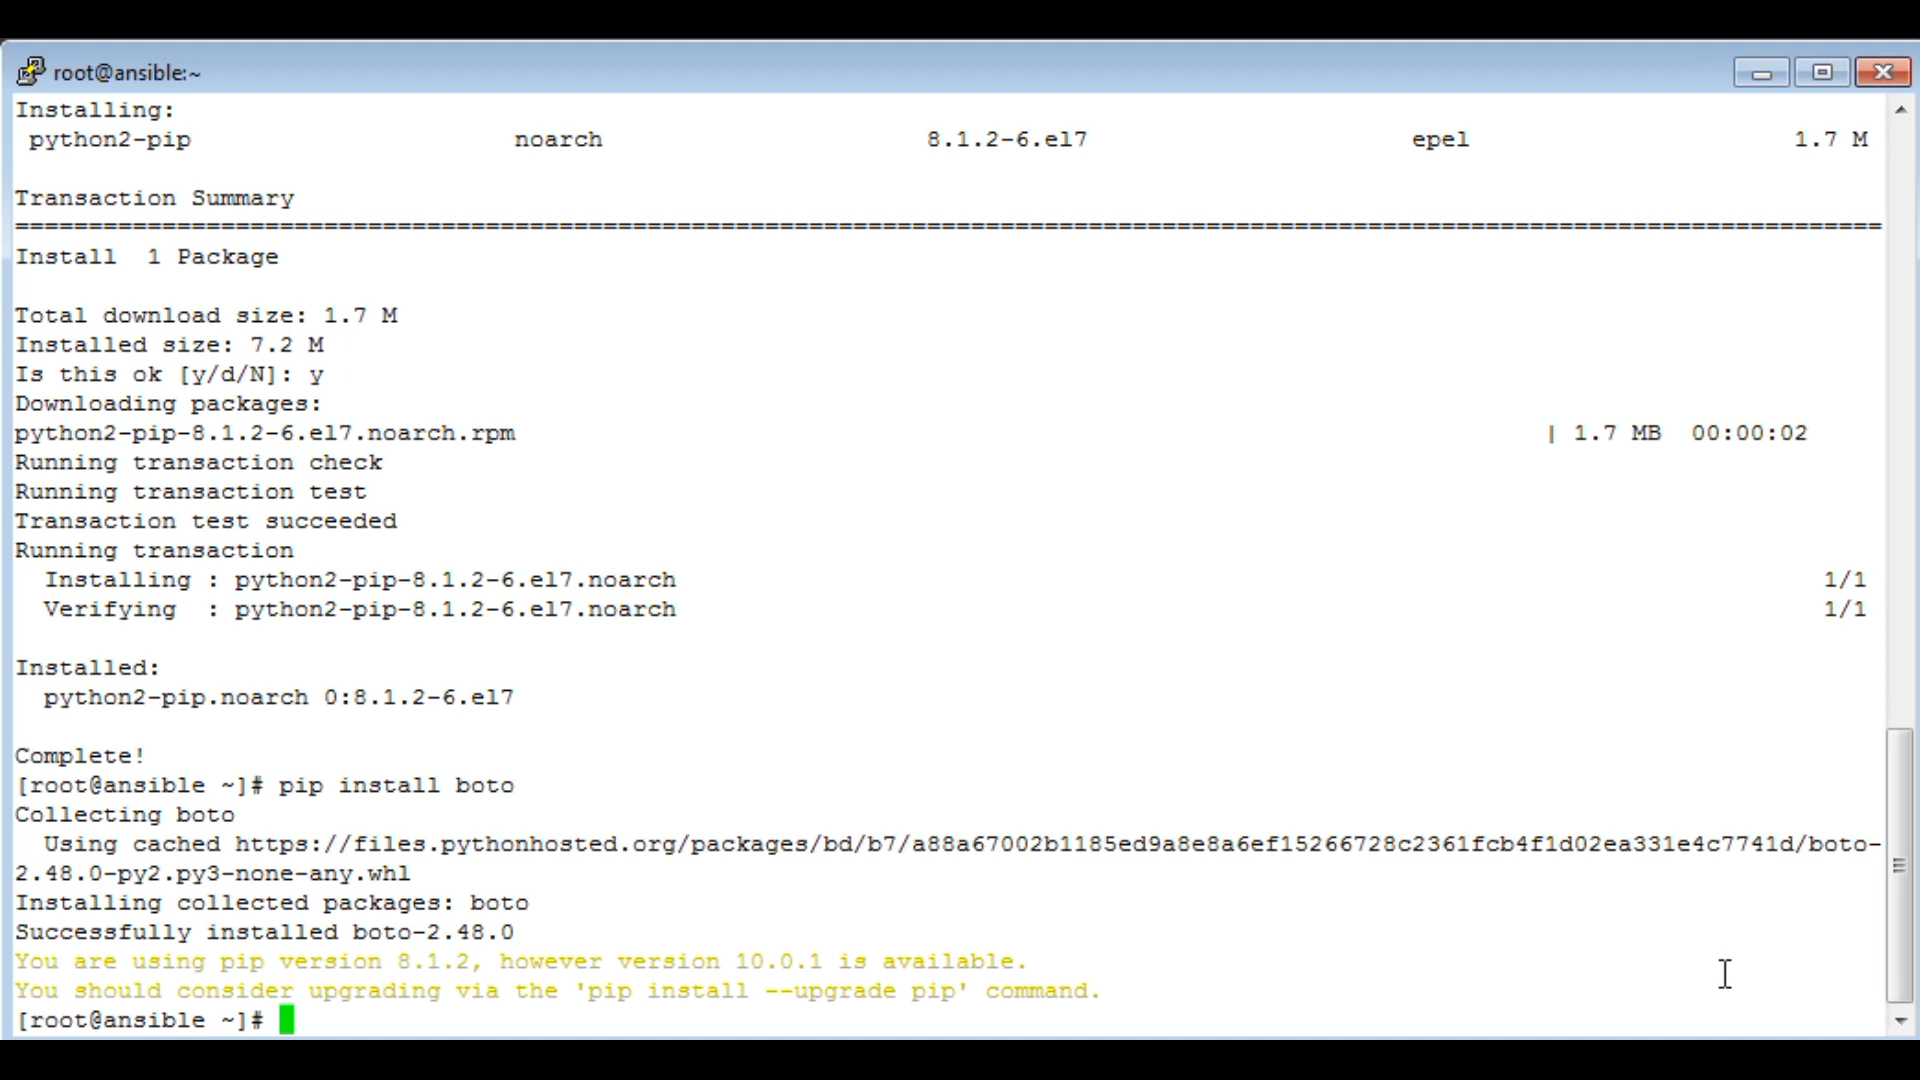 root@ansible:~
Installing:
python2-pip noarch 8.1.2-6.el7 epel 1.7 M
Transaction Summary
================================================================================================================================
Install 1 Package
Total download size: 1.7 M
Installed size: 7.2 M
Is this ok [y/d/N]: y
Downloading packages:
python2-pip-8.1.2-6.el7.noarch.rpm | 1.7 MB 00:00:02
Running transaction check
Running transaction test
Transaction test succeeded
Running transaction
Installing : python2-pip-8.1.2-6.el7.noarch 1/1
Verifying : python2-pip-8.1.2-6.el7.noarch 1/1
Installed:
python2-pip.noarch 0:8.1.2-6.el7
Complete!
[root@ansible ~]# pip install boto
Collecting boto
Using cached https://files.pythonhosted.org/packages/bd/b7/a88a67002b1185ed9a8e8a6ef15266728c2361fcb4f1d02ea331e4c7741d/boto-
2.48.0-py2.py3-none-any.whl
Installing collected packages: boto
Successfully installed boto-2.48.0
You are using pip version 8.1.2, however version 10.0.1 is available.
You should consider upgrading via the 'pip install --upgrade pip' command.
[root@ansible ~]#